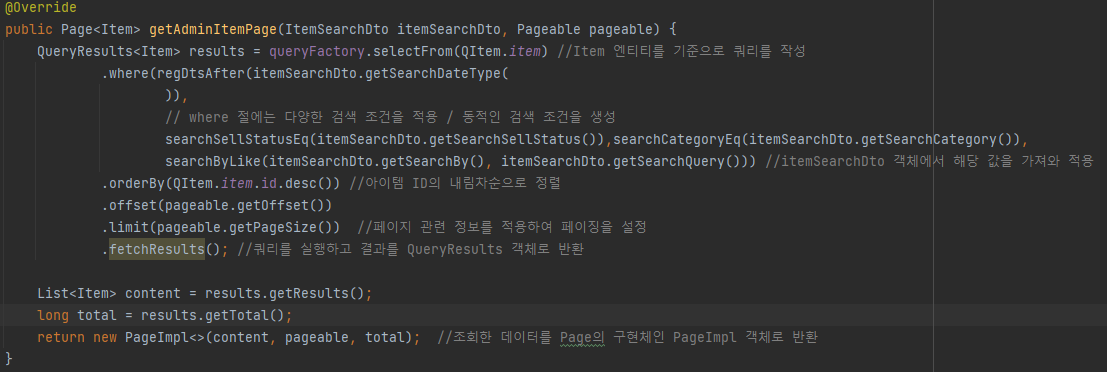 @Override
public Page<Item> getAdminItemPage(ItemSearchDto itemSearchDto, Pageable pageable) {
    QueryResults<Item> results = queryFactory.selectFrom(QItem.item) //Item 엔티티를 기준으로 쿼리를 작성
            .where(regDtsAfter(itemSearchDto.getSearchDateType(
                    )),
                    // where 절에는 다양한 검색 조건을 적용 / 동적인 검색 조건을 생성
                    searchSellStatusEq(itemSearchDto.getSearchSellStatus()),searchCategoryEq(itemSearchDto.getSearchCategory()),
                    searchByLike(itemSearchDto.getSearchBy(), itemSearchDto.getSearchQuery())) //itemSearchDto 객체에서 해당 값을 가져와 적용
            .orderBy(QItem.item.id.desc()) //아이템 ID의 내림차순으로 정렬
            .offset(pageable.getOffset())
            .limit(pageable.getPageSize())  //페이지 관련 정보를 적용하여 페이징을 설정
            .fetchResults(); //쿼리를 실행하고 결과를 QueryResults 객체로 반환
    List<Item> content = results.getResults();
    long total = results.getTotal();
    return new PageImpl<>(content, pageable, total);  //조회한 데이터를 Page의 구현체인 PageImpl 객체로 반환
}